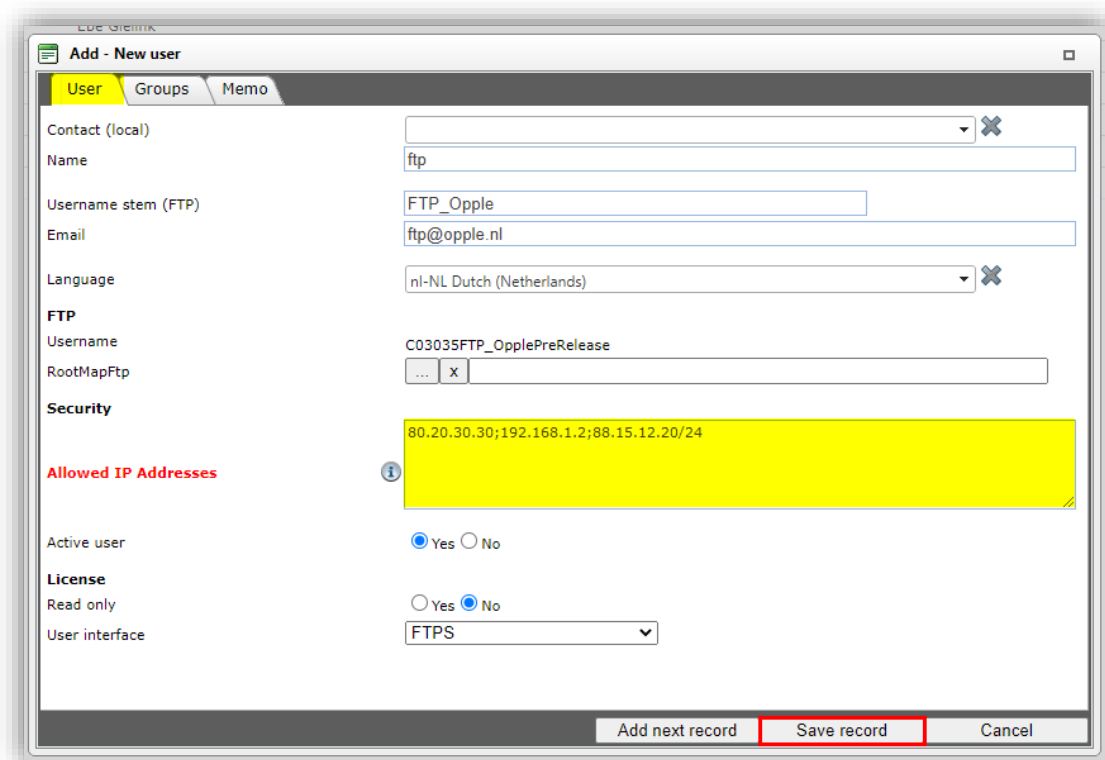 Ebe Gielink
Add - New user
User Groups Memo
Contact (local)
Name ftp
Username stem (FTP) FTP_Opple
Email ftp@opple.nl
Language nl-NL Dutch (Netherlands)
FTP
Username C03035FTP_OpplePreRelease
RootMapFtp ... x
Security
80.20.30.30;192.168.1.2;88.15.12.20/24
Allowed IP Addresses i
Active user Yes No
License
Read only Yes No
User interface FTPS
Add next record Save record Cancel